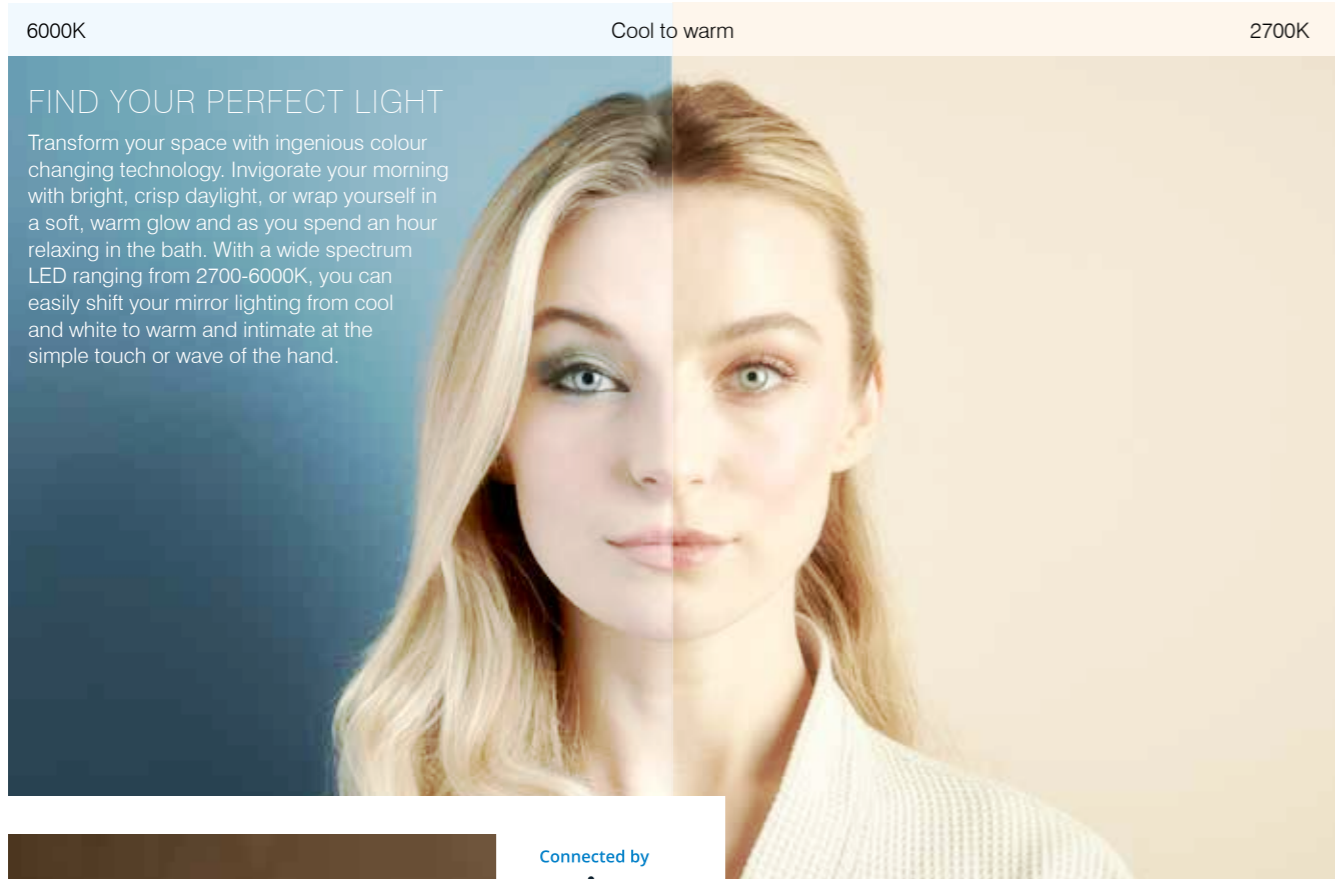 6000K
Cool to warm
2700K
FIND YOUR PERFECT LIGHT
Transform your space with ingenious colour
changing technology. Invigorate your morning
with bright, crisp daylight, or wrap yourself in
a soft, warm glow and as you spend an hour
relaxing in the bath. With a wide spectrum
LED ranging from 2700-6000K, you can
easily shift your mirror lighting from cool
and white to warm and intimate at the
simple touch or wave of the hand.
Connected by